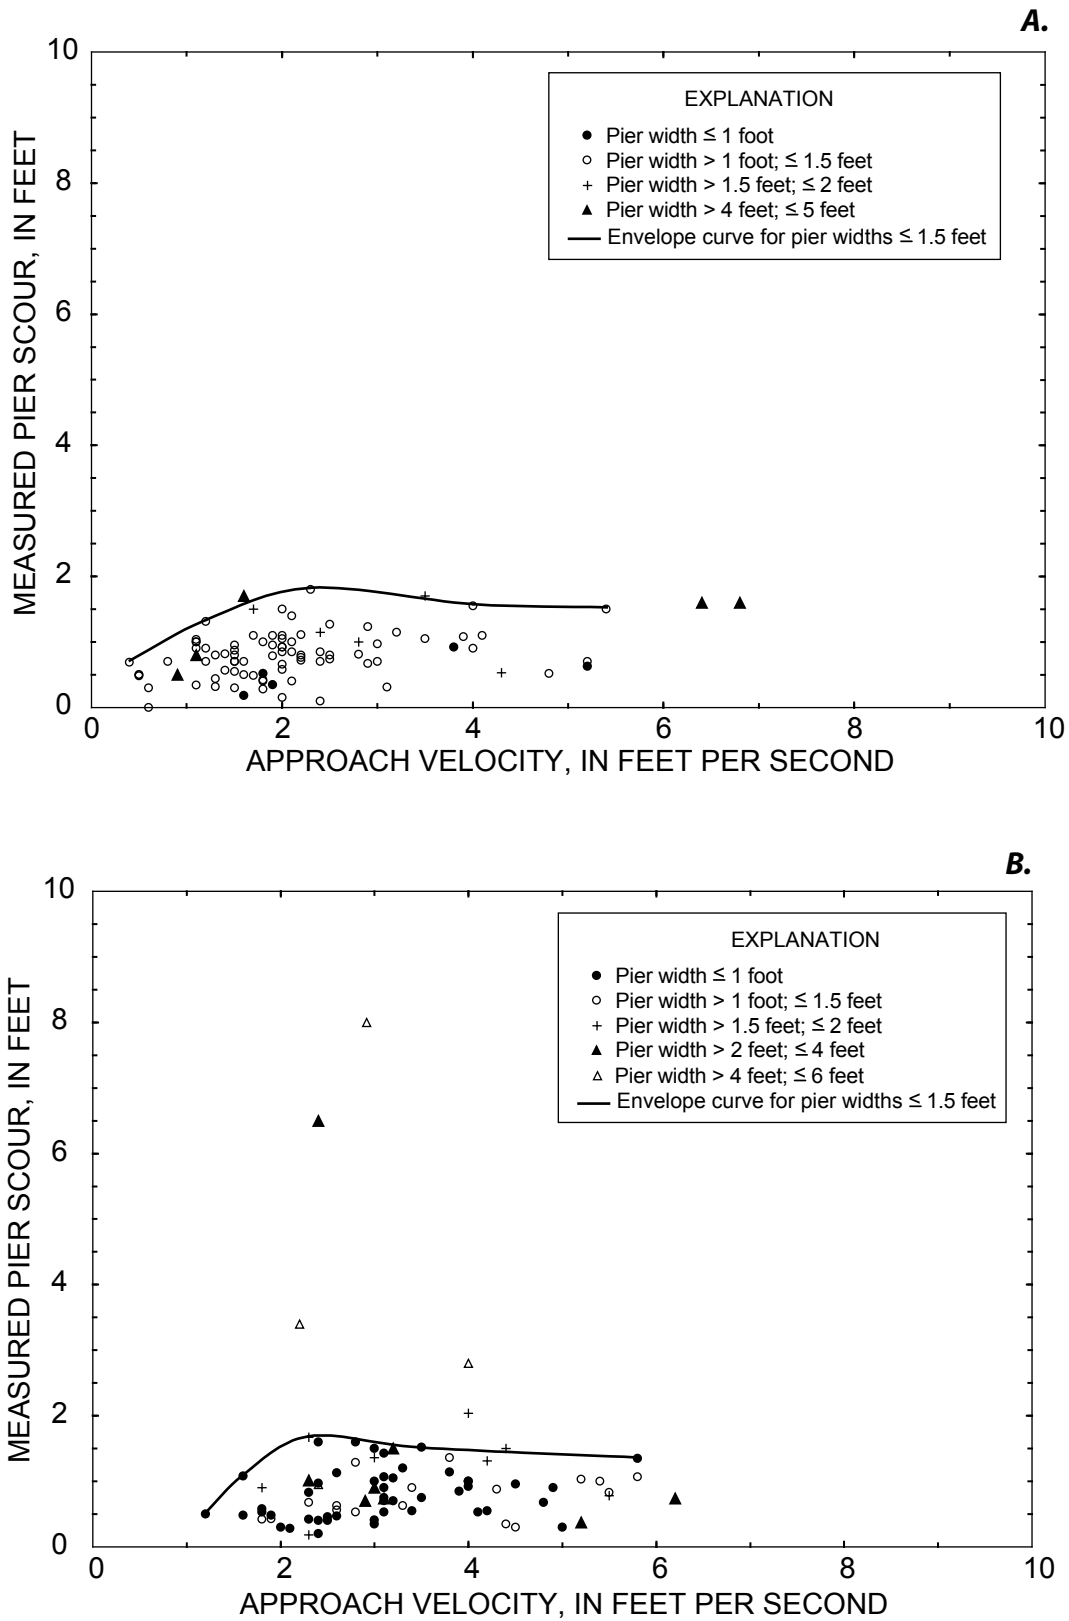 A.
10
8
6
4
2
0
MEASURED PIER SCOUR, IN FEET
EXPLANATION
Pier width ≤ 1 foot
Pier width > 1 foot; ≤ 1.5 feet
Pier width > 1.5 feet; ≤ 2 feet
Pier width > 4 feet; ≤ 5 feet
Envelope curve for pier widths ≤ 1.5 feet
0 2 4 6 8 10
APPROACH VELOCITY, IN FEET PER SECOND
B.
10
8
6
4
2
0
MEASURED PIER SCOUR, IN FEET
EXPLANATION
Pier width ≤ 1 foot
Pier width > 1 foot; ≤ 1.5 feet
Pier width > 1.5 feet; ≤ 2 feet
Pier width > 2 feet; ≤ 4 feet
Pier width > 4 feet; ≤ 6 feet
Envelope curve for pier widths ≤ 1.5 feet
0 2 4 6 8 10
APPROACH VELOCITY, IN FEET PER SECOND